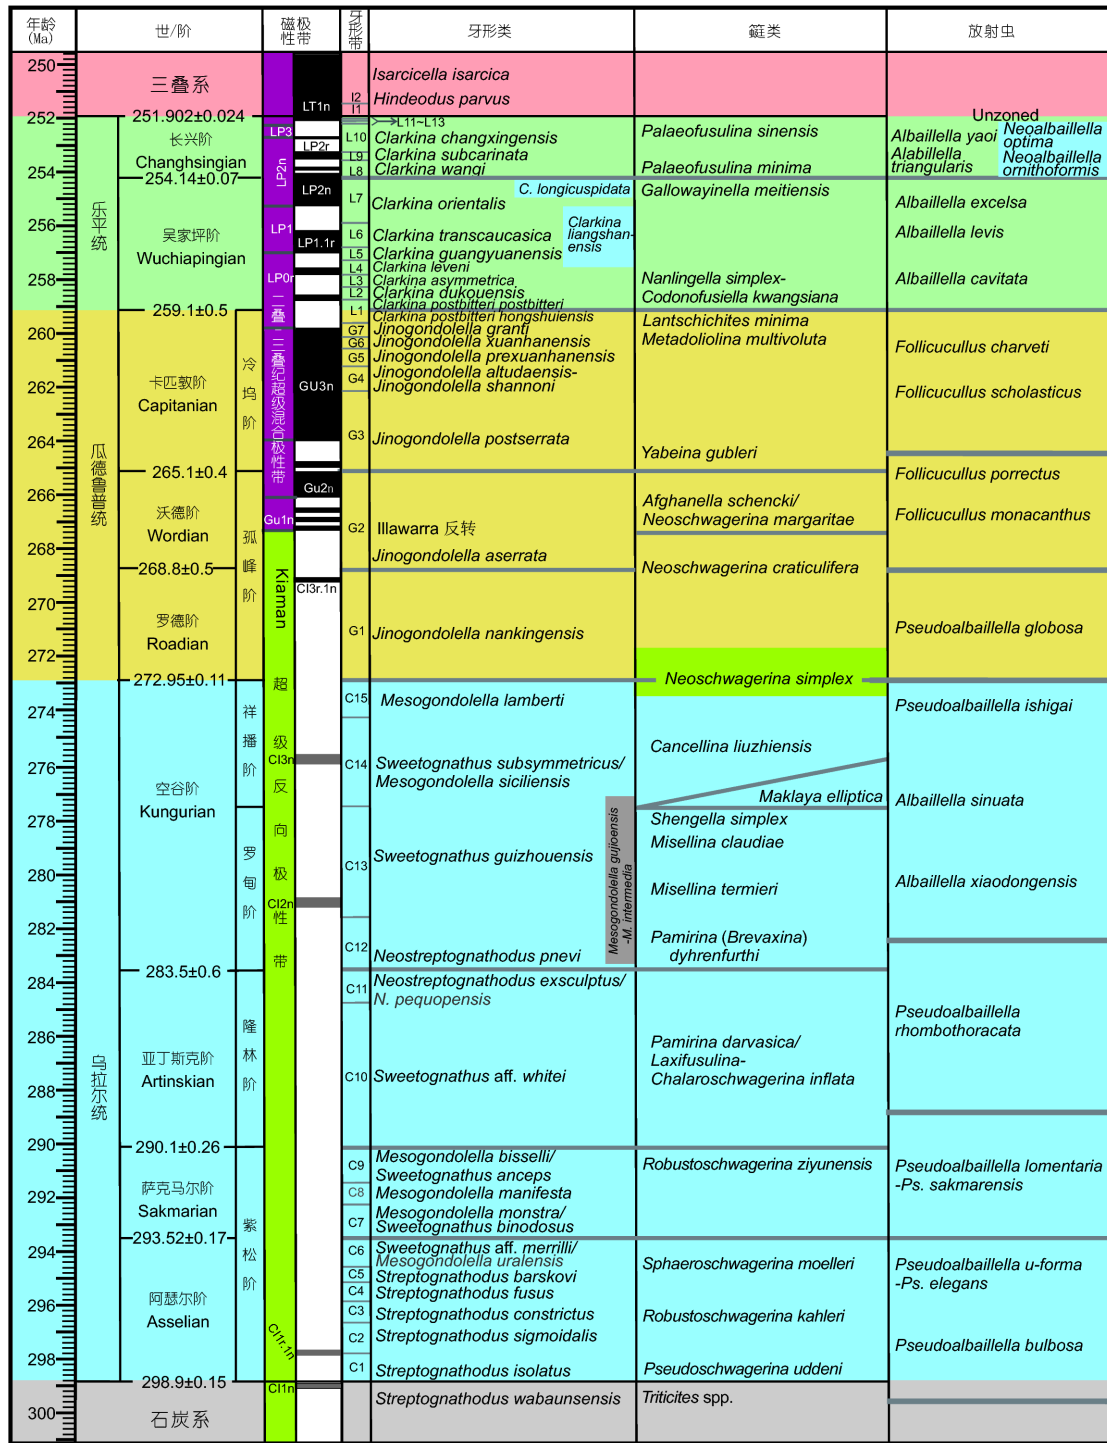 年龄
(Ma)
世/阶
磁极
性带
牙形带
牙形类
䗴类
放射虫
250
252
254
256
258
260
262
264
266
268
270
272
274
276
278
280
282
284
286
288
290
292
294
296
298
300
三叠系
251.902±0.024
乐平统
长兴阶
Changhsingian
254.14±0.07
吴家坪阶
Wuchiapingian
259.1±0.5
瓜德鲁普统
卡匹敦阶
Capitanian
265.1±0.4
沃德阶
Wordian
268.8±0.5
罗德阶
Roadian
272.95±0.11
乌拉尔统
空谷阶
Kungurian
283.5±0.6
亚丁斯克阶
Artinskian
290.1±0.26
萨克马尔阶
Sakmarian
293.52±0.17
阿瑟尔阶
Asselian
298.9±0.15
石炭系
冷坞阶
孤峰阶
祥播阶
罗甸阶
隆林阶
紫松阶
LP3
LP2n
LP1
LP0r
二叠
二三叠纪超级混合极性带
Gu1n
Kiaman
超级反向极性带
CI3n
CI2n
CI1r.1n
CI1n
LT1n
LP2r
LP2n
LP1.1r
GU3n
Gu2n
CI3r.1n
I2
I1
L10
L9
L8
L7
L6
L5
L4
L3
L2
L1
G7
G6
G5
G4
G3
G2
G1
C15
C14
C13
C12
C11
C10
C9
C8
C7
C6
C5
C4
C3
C2
C1
Isarcicella isarcica
Hindeodus parvus
L11~L13
Clarkina changxingensis
Clarkina subcarinata
Clarkina wangi
C. longicuspidata
Clarkina orientalis
Clarkina
liangshan-
ensis
Clarkina transcaucasica
Clarkina guangyuanensis
Clarkina leveni
Clarkina asymmetrica
Clarkina dukouensis
Clarkina postbitteri postbitteri
Clarkina postbitteri hongshuiensis
Jinogondolella granti
Jinogondolella xuanhanensis
Jinogondolella prexuanhanensis
Jinogondolella altudaensis-
Jinogondolella shannoni
Jinogondolella postserrata
Illawarra 反转
Jinogondolella aserrata
Jinogondolella nankingensis
Mesogondolella lamberti
Sweetognathus subsymmetricus/
Mesogondolella siciliensis
Mesogondolella gujioensis
-M. intermedia
Sweetognathus guizhouensis
Neostreptognathodus pnevi
Neostreptognathodus exsculptus/
N. pequopensis
Sweetognathus aff. whitei
Mesogondolella bisselli/
Sweetognathus anceps
Mesogondolella manifesta
Mesogondolella monstra/
Sweetognathus binodosus
Sweetognathus aff. merrilli/
Mesogondolella uralensis
Streptognathodus barskovi
Streptognathodus fusus
Streptognathodus constrictus
Streptognathodus sigmoidalis
Streptognathodus isolatus
Streptognathodus wabaunsensis
Palaeofusulina sinensis
Palaeofusulina minima
Gallowayinella meitiensis
Nanlingella simplex-
Codonofusiella kwangsiana
Lantschichites minima
Metadoliolina multivoluta
Yabeina gubleri
Afghanella schencki/
Neoschwagerina margaritae
Neoschwagerina craticulifera
Neoschwagerina simplex
Cancellina liuzhiensis
Maklaya elliptica
Shengella simplex
Misellina claudiae
Misellina termieri
Pamirina (Brevaxina)
dyhrenfurthi
Pamirina darvasica/
Laxifusulina-
Chalaroschwagerina inflata
Robustoschwagerina ziyunensis
Sphaeroschwagerina moelleri
Robustoschwagerina kahleri
Pseudoschwagerina uddeni
Triticites spp.
Unzoned
Albaillella yaoi
Neoalbaillella
optima
Alabillella
triangularis
Neoalbaillella
ornithoformis
Albaillella excelsa
Albaillella levis
Albaillella cavitata
Follicucullus charveti
Follicucullus scholasticus
Follicucullus porrectus
Follicucullus monacanthus
Pseudoalbaillella globosa
Pseudoalbaillella ishigai
Albaillella sinuata
Albaillella xiaodongensis
Pseudoalbaillella
rhombothoracata
Pseudoalbaillella lomentaria
-Ps. sakmarensis
Pseudoalbaillella u-forma
-Ps. elegans
Pseudoalbaillella bulbosa